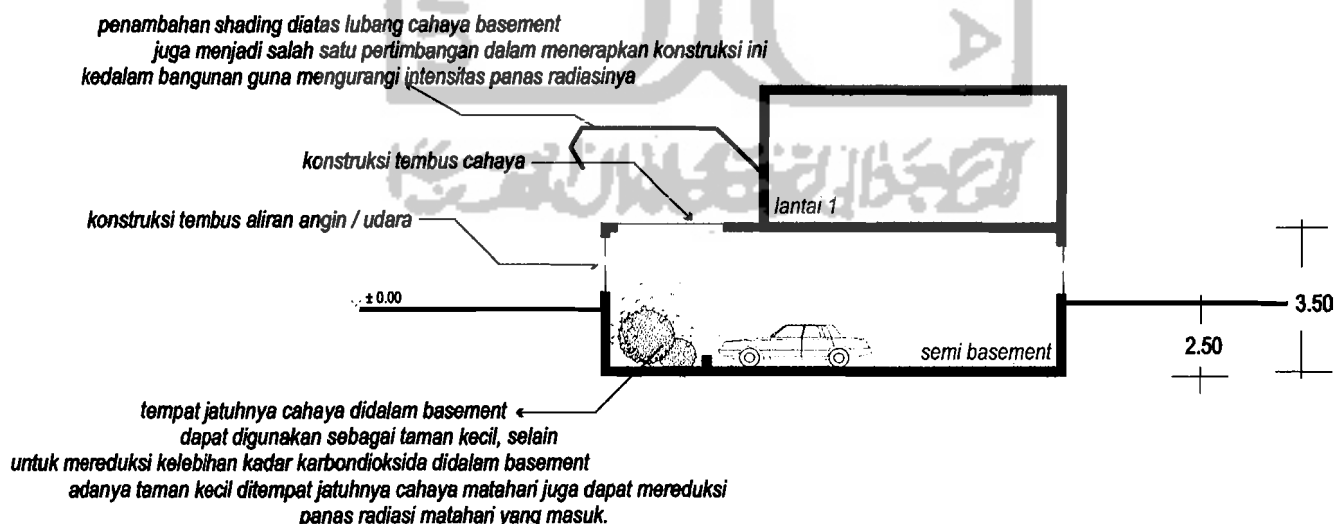 penambahan shading diatas lubang cahaya basement
juga menjadi salah satu pertimbangan dalam menerapkan konstruksi ini
kedalam bangunan guna mengurangi intensitas panas radiasinya
konstruksi tembus cahaya
lantai 1
konstruksi tembus aliran angin / udara
± 0.00
3.50
2.50
semi basement
tempat jatuhnya cahaya didalam basement
dapat digunakan sebagai taman kecil, selain
untuk mereduksi kelebihan kadar karbondioksida didalam basement
adanya taman kecil ditempat jatuhnya cahaya matahari juga dapat mereduksi
panas radiasi matahari yang masuk.